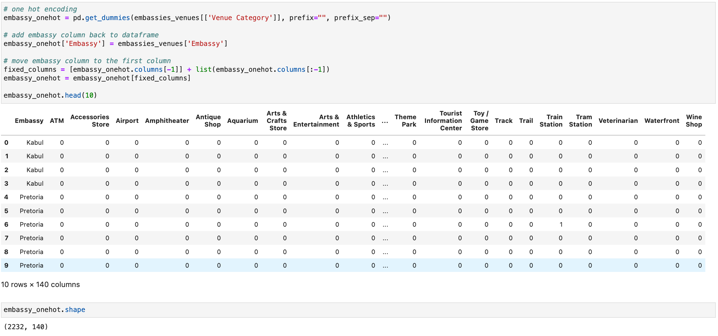 # one hot encoding
embassy_onehot = pd.get_dummies(embassies_venues[['Venue Category']], prefix="", prefix_sep="")
# add embassy column back to dataframe
embassy_onehot['Embassy'] = embassies_venues['Embassy']
# move embassy column to the first column
fixed_columns = [embassy_onehot.columns[-1]] + list(embassy_onehot.columns[:-1])
embassy_onehot = embassy_onehot[fixed_columns]
embassy_onehot.head(10)
Embassy ATM Accessories Store Airport Amphitheater Antique Shop Aquarium Arts & Crafts Store Arts & Entertainment Athletics & Sports ... Theme Park Tourist Information Center Toy / Game Store Track Trail Train Station Tram Station Veterinarian Waterfront Wine Shop
0 Kabul 0 0 0 0 0 0 0 0 0 ... 0 0 0 0 0 0 0 0 0 0
1 Kabul 0 0 0 0 0 0 0 0 0 ... 0 0 0 0 0 0 0 0 0 0
2 Kabul 0 0 0 0 0 0 0 0 0 ... 0 0 0 0 0 0 0 0 0 0
3 Kabul 0 0 0 0 0 0 0 0 0 ... 0 0 0 0 0 0 0 0 0 0
4 Pretoria 0 0 0 0 0 0 0 0 0 ... 0 0 0 0 0 0 0 0 0 0
5 Pretoria 0 0 0 0 0 0 0 0 0 ... 0 0 0 0 0 0 0 0 0 0
6 Pretoria 0 0 0 0 0 0 0 0 0 ... 0 0 0 0 0 1 0 0 0 0
7 Pretoria 0 0 0 0 0 0 0 0 0 ... 0 0 0 0 0 0 0 0 0 0
8 Pretoria 0 0 0 0 0 0 0 0 0 ... 0 0 0 0 0 0 0 0 0 0
9 Pretoria 0 0 0 0 0 0 0 0 0 ... 0 0 0 0 0 0 0 0 0 0
10 rows × 140 columns
embassy_onehot.shape
(2232, 140)